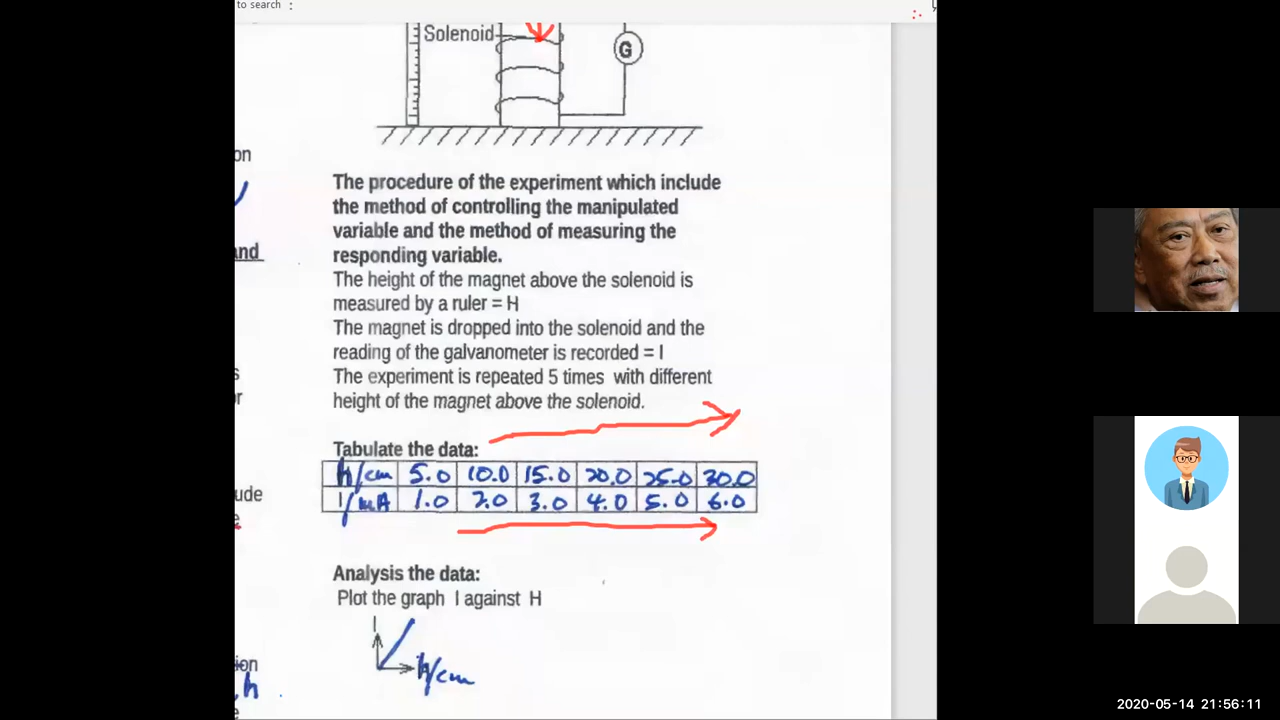 to search :
Solenoid
G
on
and
The procedure of the experiment which include
the method of controlling the manipulated
variable and the method of measuring the
responding variable.
The height of the magnet above the solenoid is
measured by a ruler = H
The magnet is dropped into the solenoid and the
reading of the galvanometer is recorded = I
The experiment is repeated 5 times with different
height of the magnet above the solenoid.
s
or
Tabulate the data:
h/cm 5.0 10.0 15.0 20.0 25.0 30.0
I/mA 1.0 2.0 3.0 4.0 5.0 6.0
ude
e
Analysis the data:
Plot the graph I against H
I
h/cm
ion
h
e
2020-05-14 21:56:11